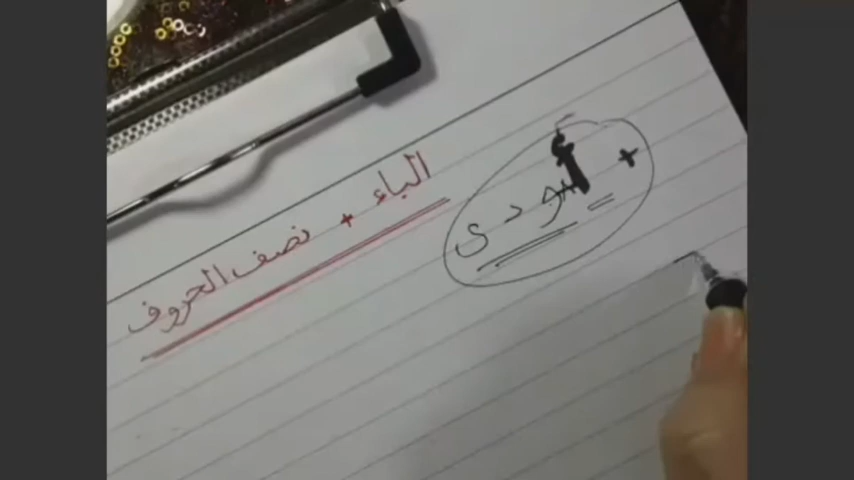 الباء + نصف الحروف
+ أ و د ى